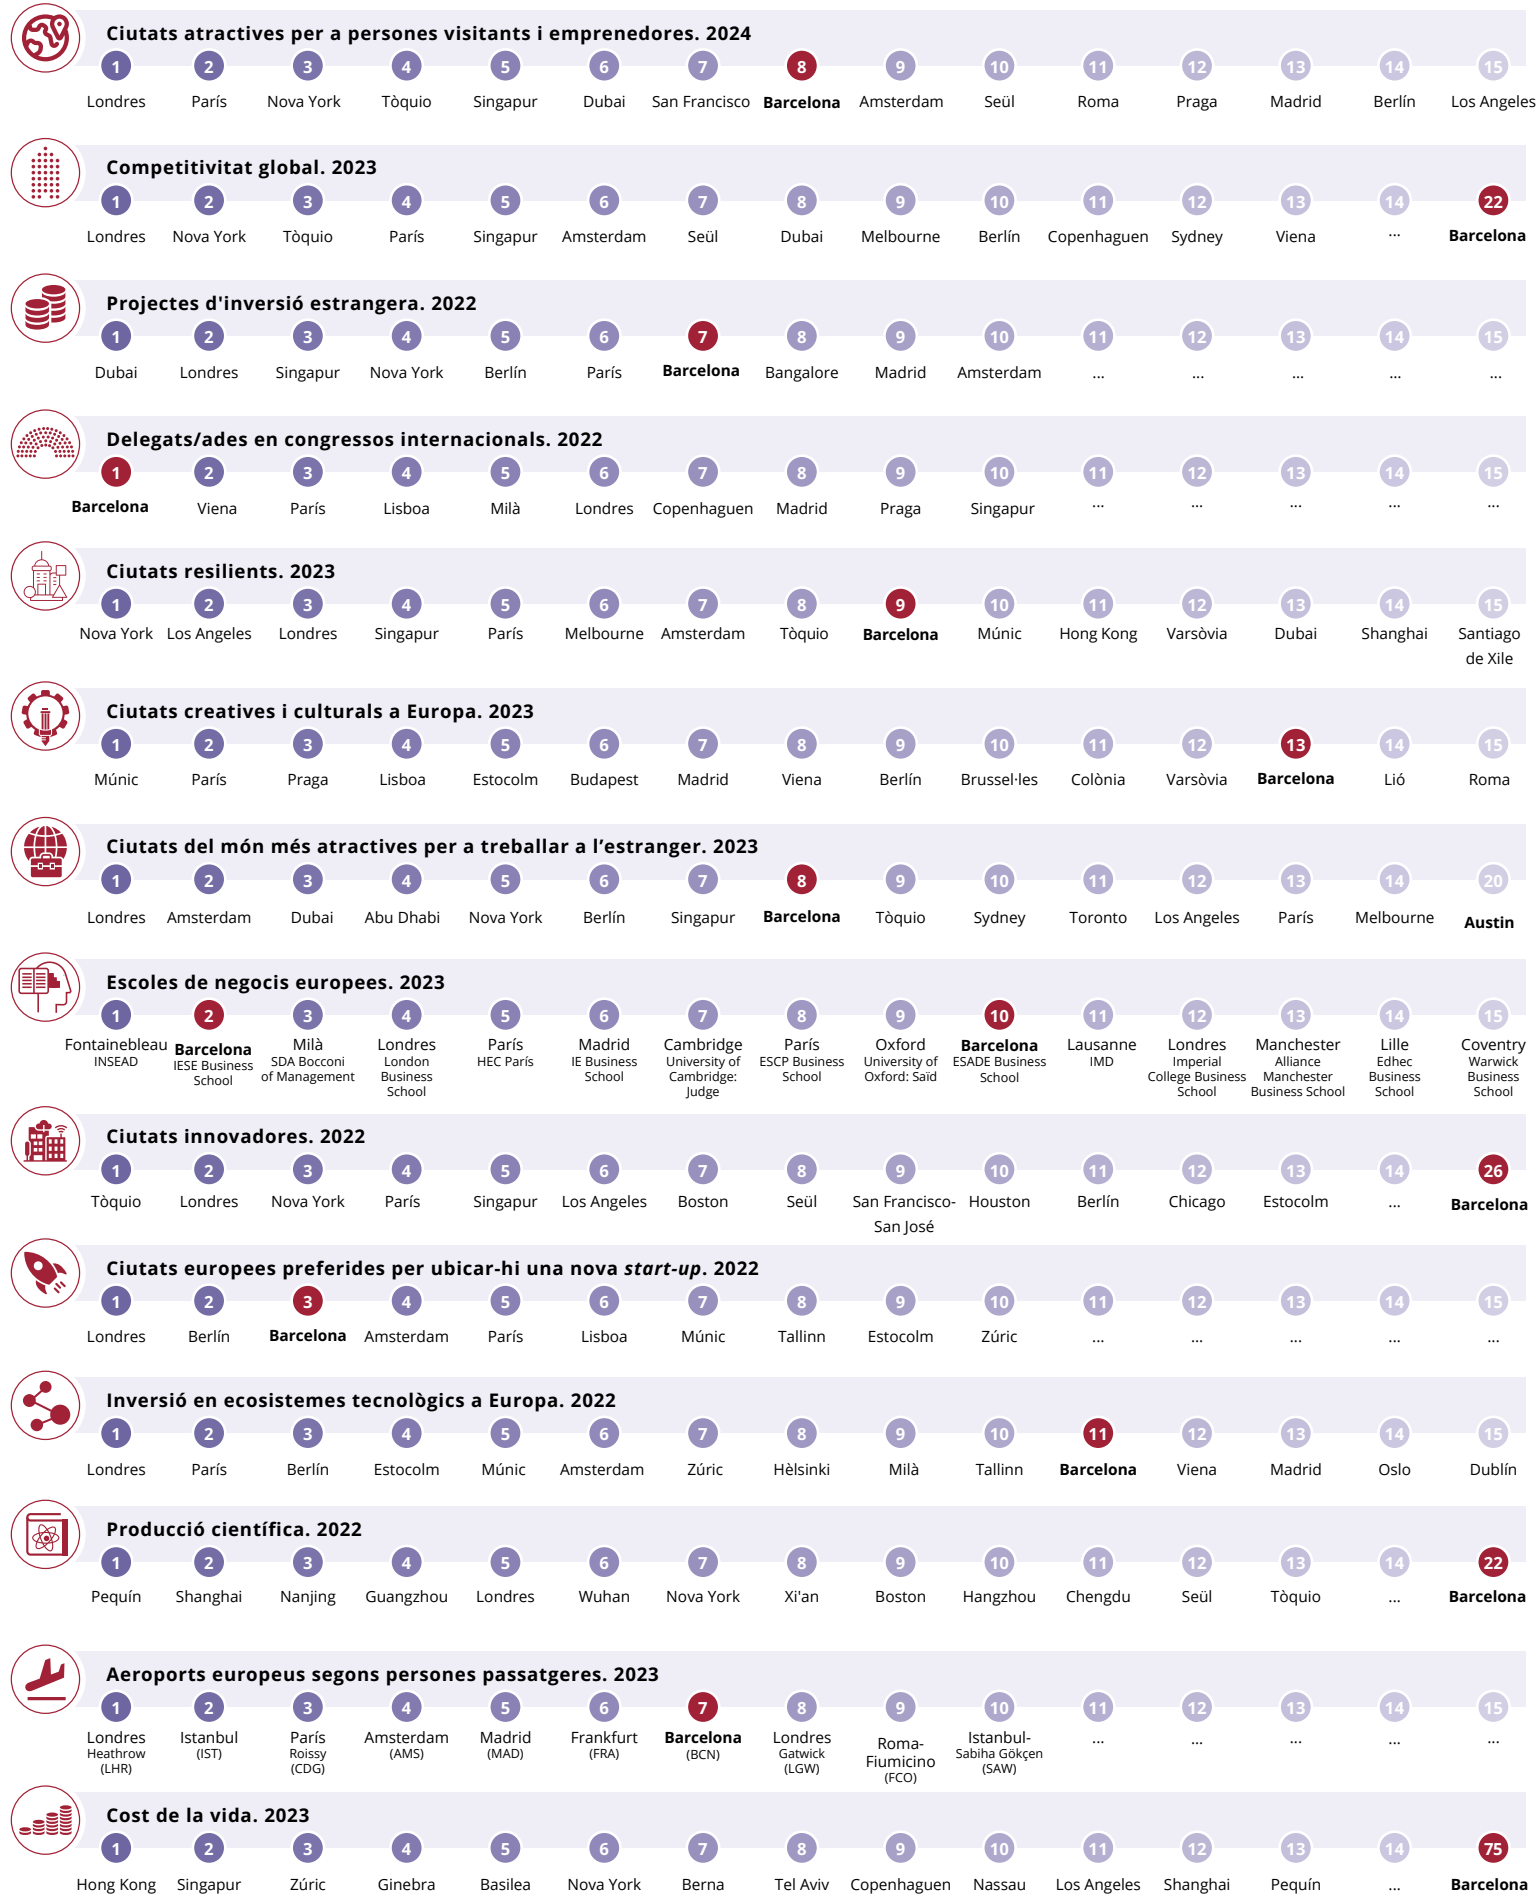 Ciutats atractives per a persones visitants i emprenedores. 2024
1 2 3 4 5 6 7 8 9 10 11 12 13 14 15
Londres París Nova York Tòquio Singapur Dubai San Francisco Barcelona Amsterdam Seül Roma Praga Madrid Berlín Los Angeles
Competitivitat global. 2023
1 2 3 4 5 6 7 8 9 10 11 12 13 14 22
Londres Nova York Tòquio París Singapur Amsterdam Seül Dubai Melbourne Berlín Copenhaguen Sydney Viena ... Barcelona
Projectes d'inversió estrangera. 2022
1 2 3 4 5 6 7 8 9 10 11 12 13 14 15
Dubai Londres Singapur Nova York Berlín París Barcelona Bangalore Madrid Amsterdam ... ... ... ... ...
Delegats/ades en congressos internacionals. 2022
1 2 3 4 5 6 7 8 9 10 11 12 13 14 15
Barcelona Viena París Lisboa Milà Londres Copenhaguen Madrid Praga Singapur ... ... ... ... ...
Ciutats resilients. 2023
1 2 3 4 5 6 7 8 9 10 11 12 13 14 15
Nova York Los Angeles Londres Singapur París Melbourne Amsterdam Tòquio Barcelona Múnic Hong Kong Varsòvia Dubai Shanghai Santiago
de Xile
Ciutats creatives i culturals a Europa. 2023
1 2 3 4 5 6 7 8 9 10 11 12 13 14 15
Múnic París Praga Lisboa Estocolm Budapest Madrid Viena Berlín Brussel·les Colònia Varsòvia Barcelona Lió Roma
Ciutats del món més atractives per a treballar a l’estranger. 2023
1 2 3 4 5 6 7 8 9 10 11 12 13 14 20
Londres Amsterdam Dubai Abu Dhabi Nova York Berlín Singapur Barcelona Tòquio Sydney Toronto Los Angeles París Melbourne Austin
Escoles de negocis europees. 2023
1 2 3 4 5 6 7 8 9 10 11 12 13 14 15
Fontainebleau Barcelona Milà Londres París Madrid Cambridge París Oxford Barcelona Lausanne Londres Manchester Lille Coventry
INSEAD IESE Business SDA Bocconi London HEC París IE Business University of ESCP Business University of ESADE Business IMD Imperial Alliance Edhec Warwick
School of Management Business School Cambridge: School Oxford: Saïd School College Business Manchester Business Business
School Judge School Business School School School
Ciutats innovadores. 2022
1 2 3 4 5 6 7 8 9 10 11 12 13 14 26
Tòquio Londres Nova York París Singapur Los Angeles Boston Seül San Francisco- Houston Berlín Chicago Estocolm ... Barcelona
San José
Ciutats europees preferides per ubicar-hi una nova start-up. 2022
1 2 3 4 5 6 7 8 9 10 11 12 13 14 15
Londres Berlín Barcelona Amsterdam París Lisboa Múnic Tallinn Estocolm Zúric ... ... ... ... ...
Inversió en ecosistemes tecnològics a Europa. 2022
1 2 3 4 5 6 7 8 9 10 11 12 13 14 15
Londres París Berlín Estocolm Múnic Amsterdam Zúric Hèlsinki Milà Tallinn Barcelona Viena Madrid Oslo Dublín
Producció científica. 2022
1 2 3 4 5 6 7 8 9 10 11 12 13 14 22
Pequín Shanghai Nanjing Guangzhou Londres Wuhan Nova York Xi'an Boston Hangzhou Chengdu Seül Tòquio ... Barcelona
Aeroports europeus segons persones passatgeres. 2023
1 2 3 4 5 6 7 8 9 10 11 12 13 14 15
Londres Istanbul París Amsterdam Madrid Frankfurt Barcelona Londres Roma- Istanbul- ... ... ... ... ...
Heathrow (IST) Roissy (AMS) (MAD) (FRA) (BCN) Gatwick Fiumicino Sabiha Gökçen
(LHR) (CDG) (LGW) (FCO) (SAW)
Cost de la vida. 2023
1 2 3 4 5 6 7 8 9 10 11 12 13 14 75
Hong Kong Singapur Zúric Ginebra Basilea Nova York Berna Tel Aviv Copenhaguen Nassau Los Angeles Shanghai Pequín ... Barcelona